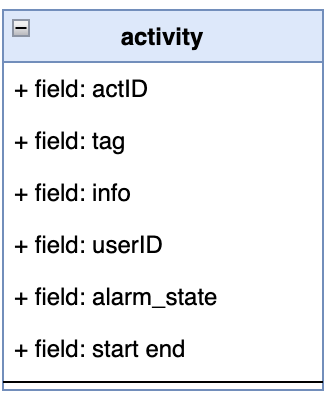 activity
+ field: actID
+ field: tag
+ field: info
+ field: userID
+ field: alarm_state
+ field: start end